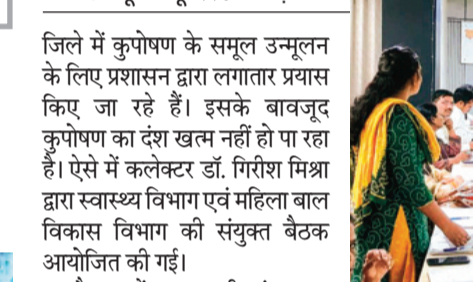 जिले में कुपोषण के समूल उन्मूलन
के लिए प्रशासन द्वारा लगातार प्रयास
किए जा रहे हैं। इसके बावजूद
कुपोषण का दंश खत्म नहीं हो पा रहा
है। ऐसे में कलेक्टर डॉ. गिरीश मिश्रा
द्वारा स्वास्थ्य विभाग एवं महिला बाल
विकास विभाग की संयुक्त बैठक
आयोजित की गई।